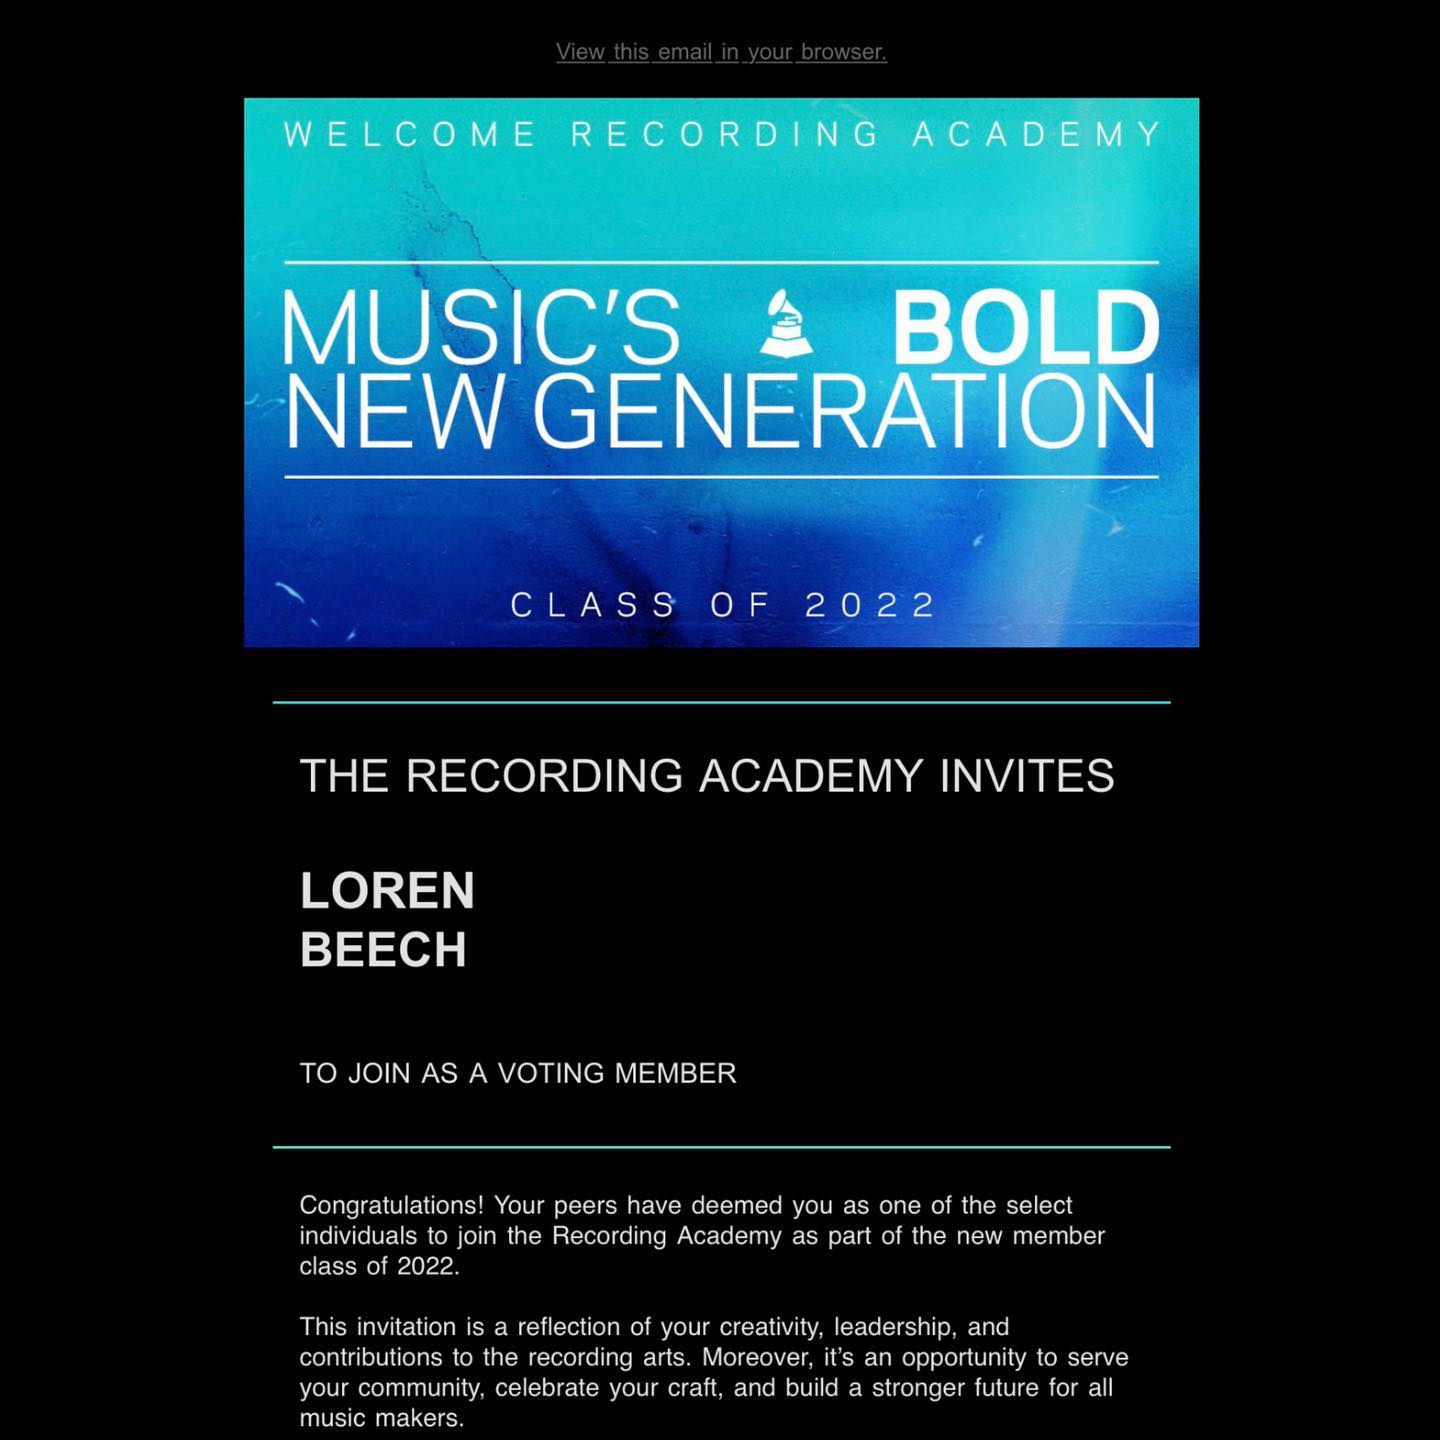 View this email in your browser.
WELCOME RECORDING ACADEMY
MUSIC'S BOLD
NEW GENERATION
CLASS OF 2022
THE RECORDING ACADEMY INVITES
LOREN
BEECH
TO JOIN AS A VOTING MEMBER
Congratulations! Your peers have deemed you as one of the select
individuals to join the Recording Academy as part of the new member
class of 2022.
This invitation is a reflection of your creativity, leadership, and
contributions to the recording arts. Moreover, it’s an opportunity to serve
your community, celebrate your craft, and build a stronger future for all
music makers.